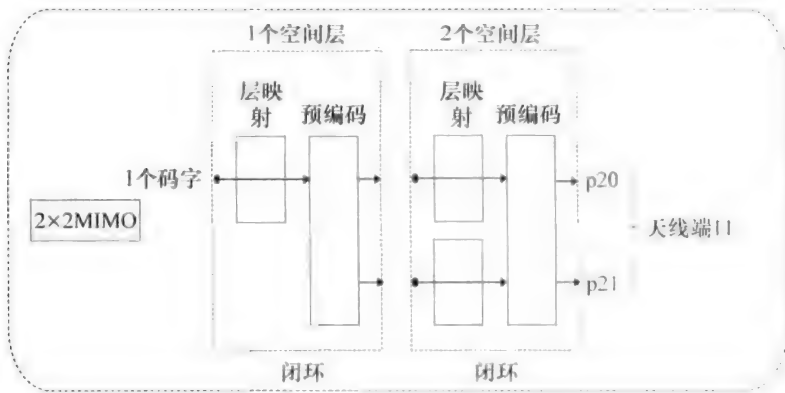 1个空间层 2个空间层
层映射 预编码 层映射 预编码
1个码字
p20
2×2MIMO
天线端口
p21
闭环 闭环